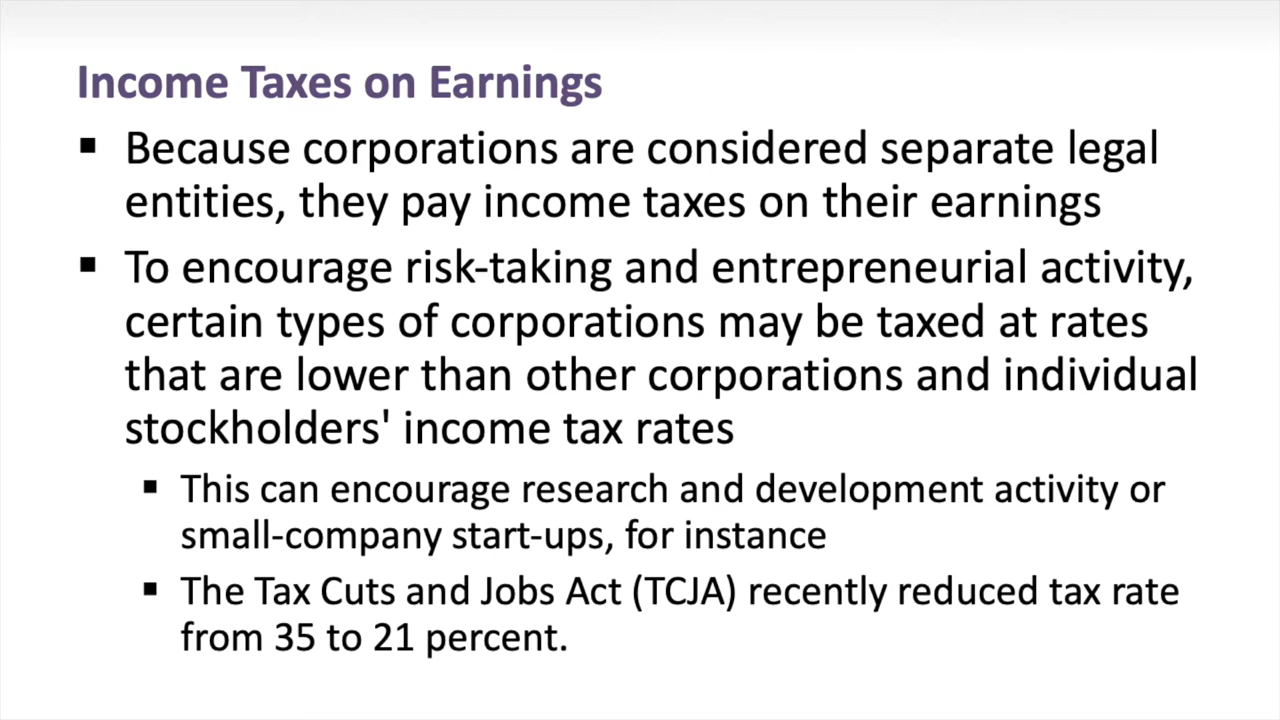 Income Taxes on Earnings
▪ Because corporations are considered separate legal
entities, they pay income taxes on their earnings
▪ To encourage risk-taking and entrepreneurial activity,
certain types of corporations may be taxed at rates
that are lower than other corporations and individual
stockholders' income tax rates
▪ This can encourage research and development activity or
small-company start-ups, for instance
▪ The Tax Cuts and Jobs Act (TCJA) recently reduced tax rate
from 35 to 21 percent.